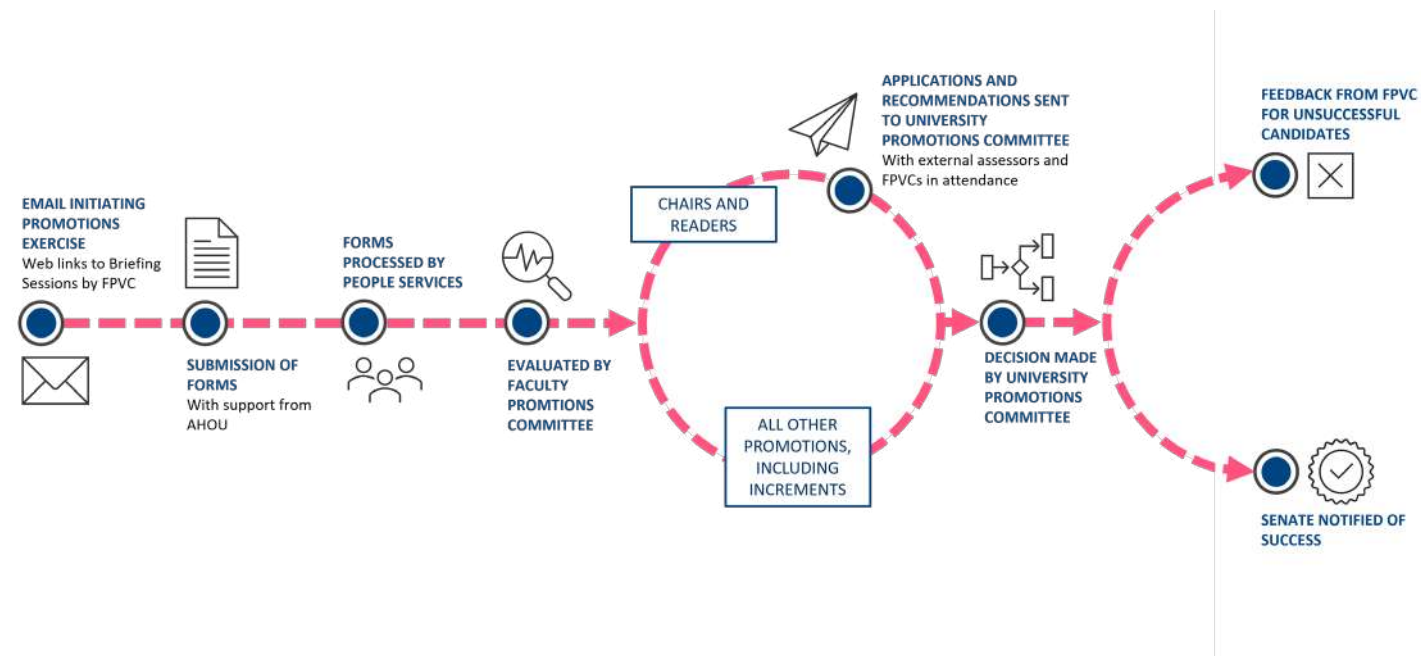 EMAIL INITIATING
PROMOTIONS
EXERCISE
Web links to Briefing
Sessions by FPVC
SUBMISSION OF
FORMS
With support from
AHOU
FORMS
PROCESSED BY
PEOPLE SERVICES
EVALUATED BY
FACULTY
PROMTIONS
COMMITTEE
CHAIRS AND
READERS
APPLICATIONS AND
RECOMMENDATIONS SENT
TO UNIVERSITY
PROMOTIONS COMMITTEE
With external assessors and
FPVCs in attendance
ALL OTHER
PROMOTIONS,
INCLUDING
INCREMENTS
DECISION MADE
BY UNIVERSITY
PROMOTIONS
COMMITTEE
FEEDBACK FROM FPVC
FOR UNSUCCESSFUL
CANDIDATES
SENATE NOTIFIED OF
SUCCESS